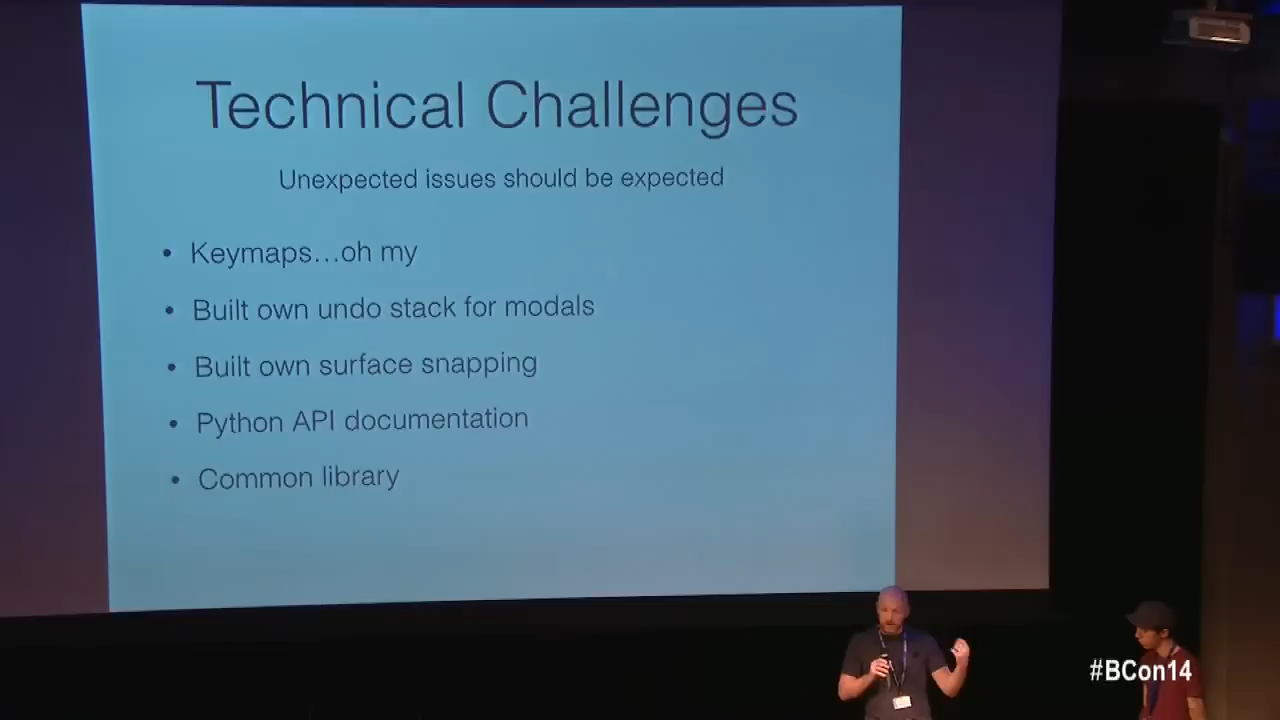 Technical Challenges
Unexpected issues should be expected
• Keymaps...oh my
• Built own undo stack for modals
• Built own surface snapping
• Python API documentation
• Common library
#BCon14